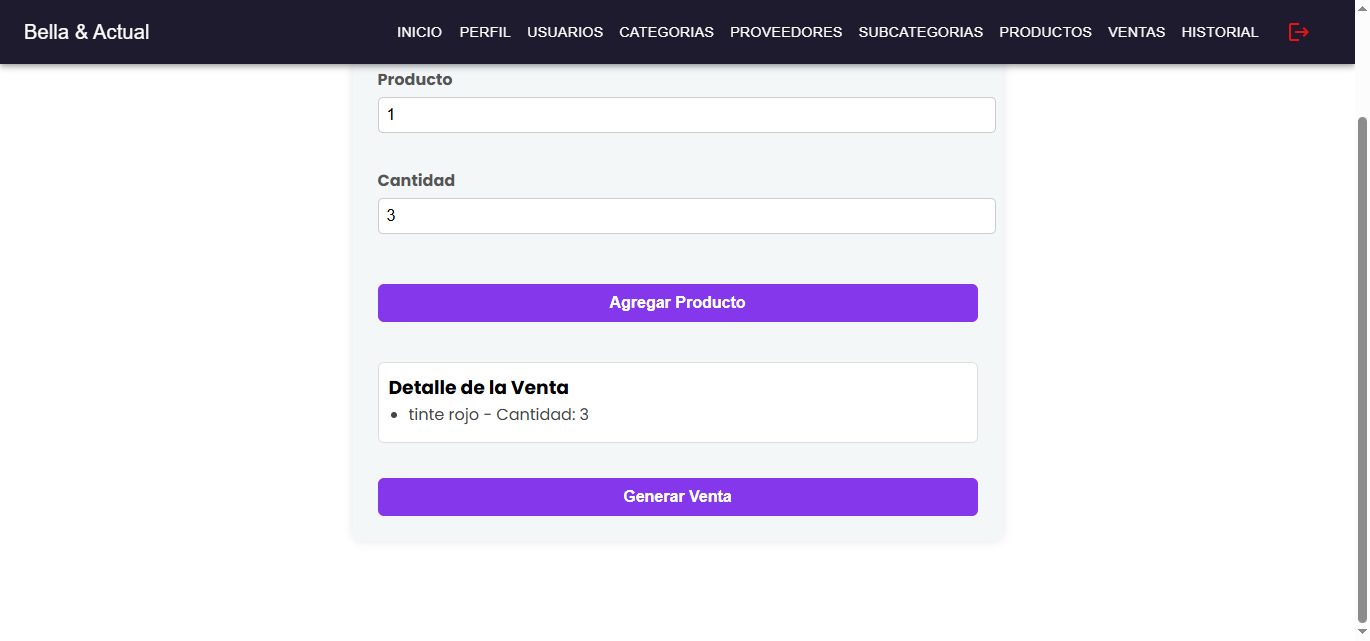 Bella & Actual
INICIO PERFIL USUARIOS CATEGORIAS PROVEEDORES SUBCATEGORIAS PRODUCTOS VENTAS HISTORIAL
Producto
1
Cantidad
3
Agregar Producto
Detalle de la Venta
• tinte rojo - Cantidad: 3
Generar Venta